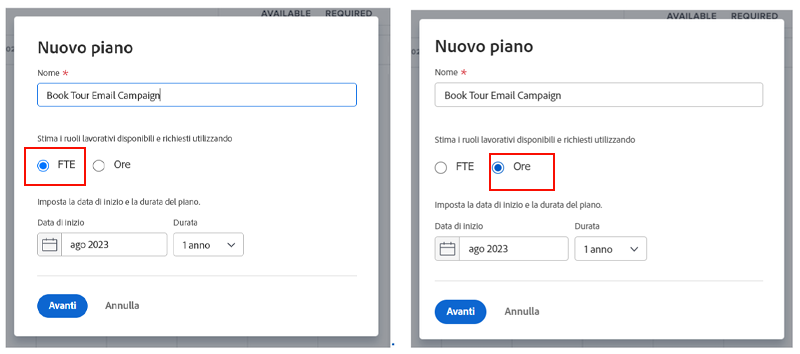 AVAILABLE REQUIRED
Nuovo piano
Nome *
Book Tour Email Campaign
Stima i ruoli lavorativi disponibili e richiesti utilizzando
FTE Ore
Imposta la data di inizio e la durata del piano.
Data di inizio Durata
ago 2023 1 anno
Avanti Annulla
AVAILABLE REQUIRED
Nuovo piano
Nome *
Book Tour Email Campaign
Stima i ruoli lavorativi disponibili e richiesti utilizzando
FTE Ore
Imposta la data di inizio e la durata del piano.
Data di inizio Durata
ago 2023 1 anno
Avanti Annulla